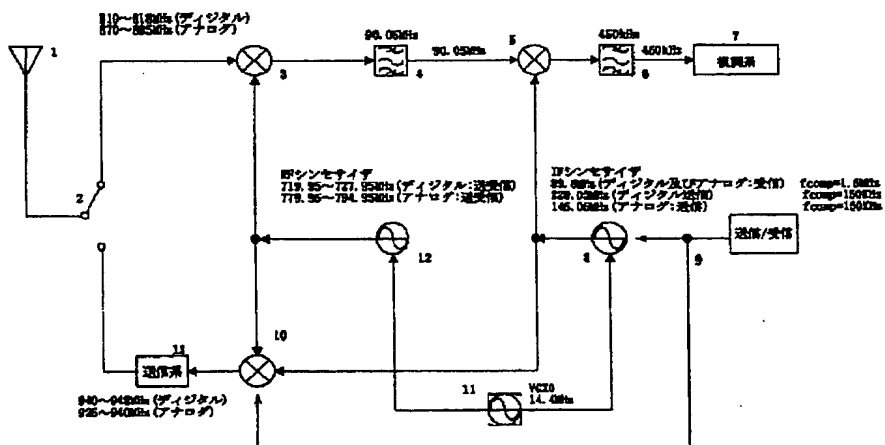 810～818MHz(ディジタル)
870～885MHz(アナログ)
1
2
3
90.05MHz
4
90.05MHz
5
450kHz
6
450kHz
7
復調系
RFシンセサイザ
719.95～727.95MHz(ディジタル:送受信)
779.95～794.95MHz(アナログ:送受信)
12
IFシンセサイザ
89.6MHz(ディジタル及びアナログ:受信) fcomp=1.6MHz
220.05MHz(ディジタル送信) fcomp=150KHz
145.05MHz(アナログ:送信) fcomp=150KHz
8
9
送信/受信
10
13
送信系
940～948MHz(ディジタル)
925～940MHz(アナログ)
11
VCXO
14.4MHz